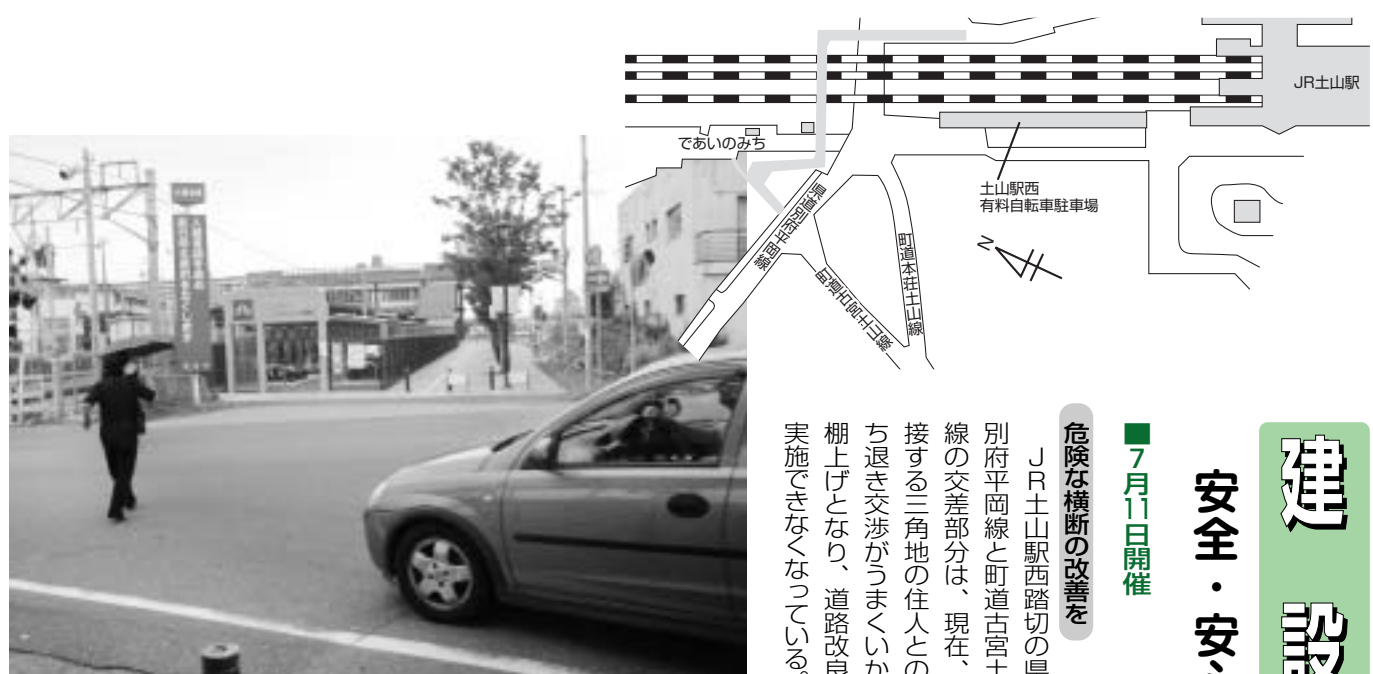 建設
安全・安
■7月11日開催
危険な横断の改善を
JR土山駅西踏切の県
別府平岡線と町道古宮土
線の交差部分は、現在、
接する三角地の住人との
ち退き交渉がうまくいか
棚上げとなり、道路改良
実施できなくなっている。
JR土山駅
であいのみち
土山駅西
有料自転車駐車場
県道別府平岡線
町道古宮土山線
町道本荘土山線
N